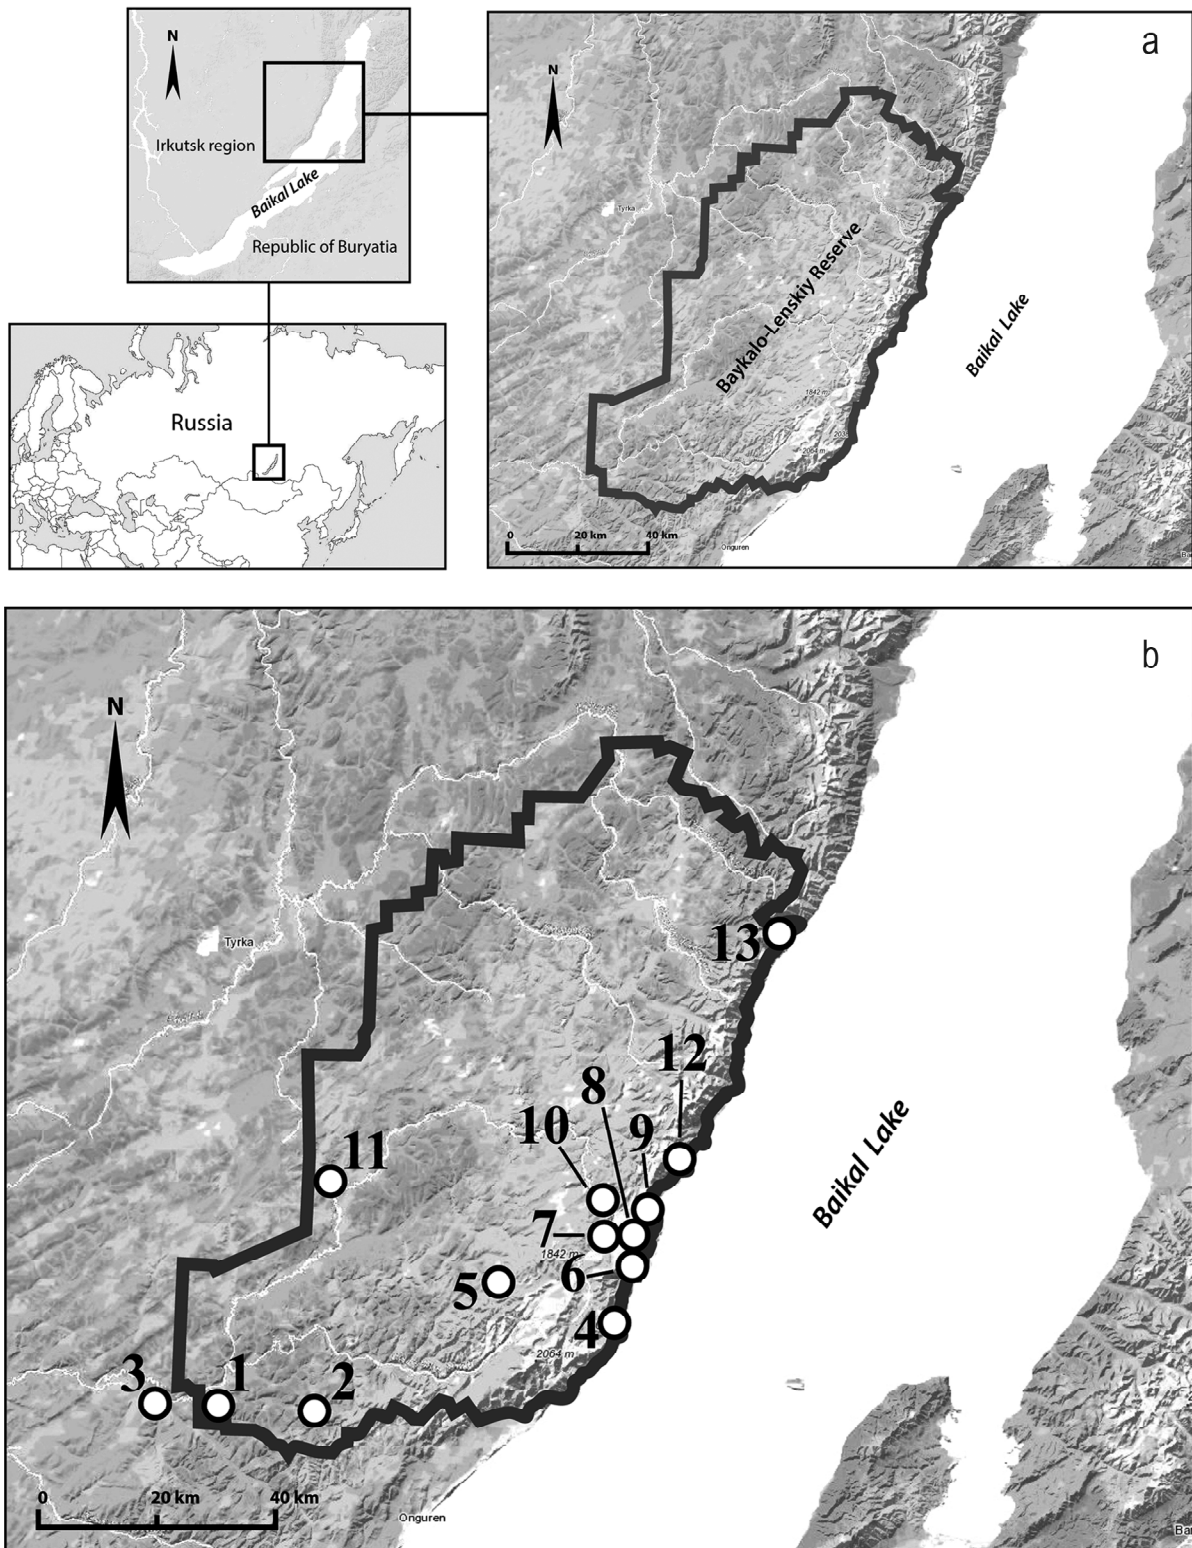 N
Irkutsk region
Baikal Lake
Republic of Buryatia
Russia
a
N
Tyrka
Baykalo-Lenskiy Reserve
Baikal Lake
1842 m
2064 m
0 20 km 40 km
Onguren
b
N
Tyrka
13
12
8
10
9
11
7
1842 m
6
5
4
2064 m
3
1
2
Baikal Lake
0 20 km 40 km
Onguren